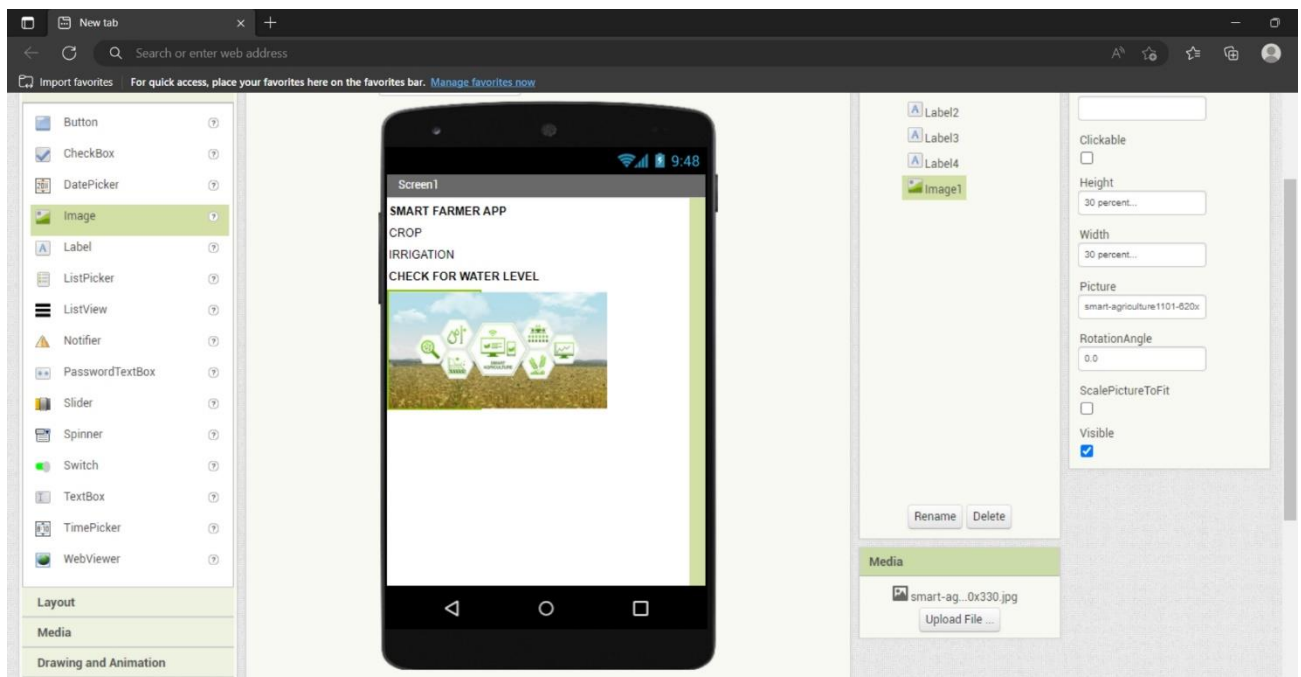 New tab
Search or enter web address
Import favorites
For quick access, place your favorites here on the favorites bar. Manage favorites now
Button
CheckBox
DatePicker
Image
Label
ListPicker
ListView
Notifier
PasswordTextBox
Slider
Spinner
Switch
TextBox
TimePicker
WebViewer
Layout
Media
Drawing and Animation
9:48
Screen1
SMART FARMER APP
CROP
IRRIGATION
CHECK FOR WATER LEVEL
SMART
AGRICULTURE
Label2
Label3
Label4
Image1
Rename
Delete
Media
smart-ag...0x330.jpg
Upload File ...
Clickable
Height
30 percent...
Width
30 percent...
Picture
smart-agriculture1101-620x
RotationAngle
0.0
ScalePictureToFit
Visible